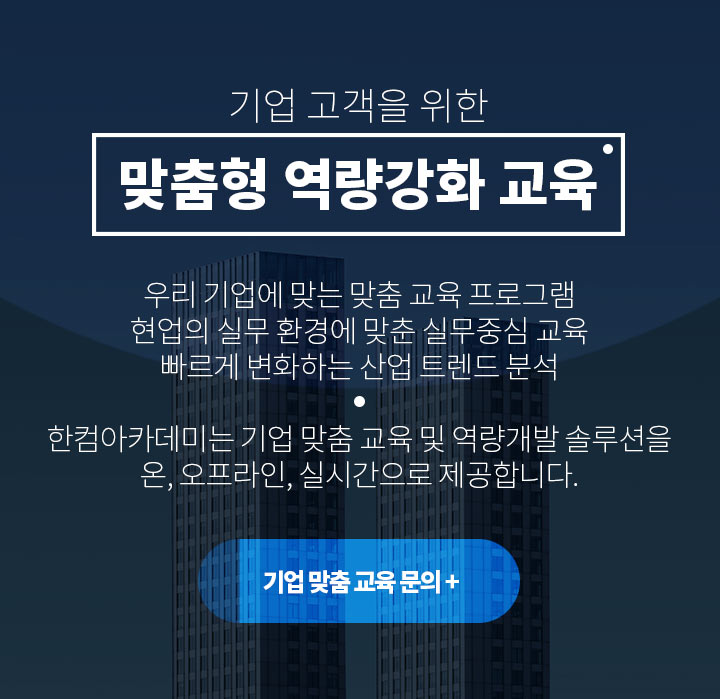 기업 고객을 위한
맞춤형 역량강화 교육
우리 기업에 맞는 맞춤 교육 프로그램
현업의 실무 환경에 맞춘 실무중심 교육
빠르게 변화하는 산업 트렌드 분석
한컴아카데미는 기업 맞춤 교육 및 역량개발 솔루션을
온, 오프라인, 실시간으로 제공합니다.
기업 맞춤 교육 문의 +